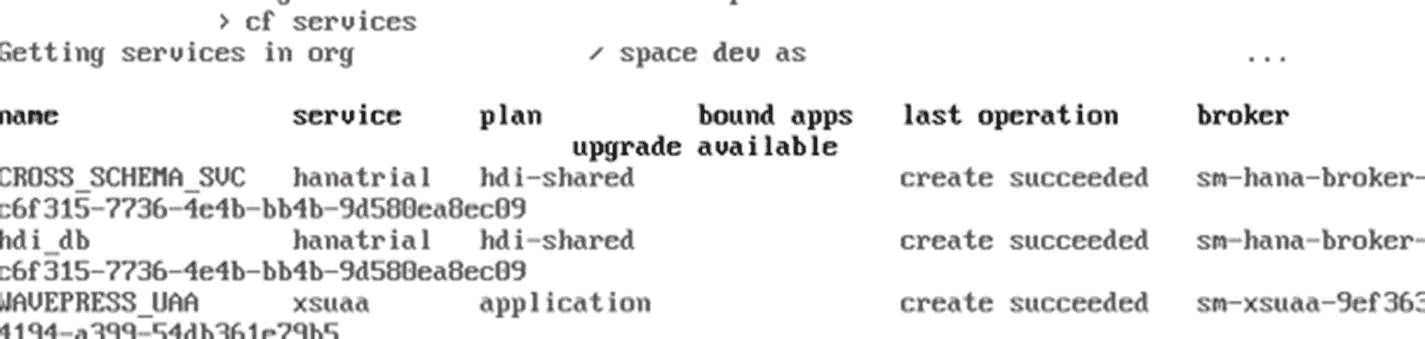 > cf services
Getting services in org / space dev as ...
name service plan bound apps last operation broker
upgrade available
CROSS_SCHEMA_SVC hanatrial hdi-shared create succeeded sm-hana-broker-
c6f315-7736-4e4b-bb4b-9d580ea8ec09
hdi_db hanatrial hdi-shared create succeeded sm-hana-broker-
c6f315-7736-4e4b-bb4b-9d580ea8ec09
WAVEPRESS_UAA xsuaa application create succeeded sm-xsuaa-9ef363
4194-a399-54db361e79b5